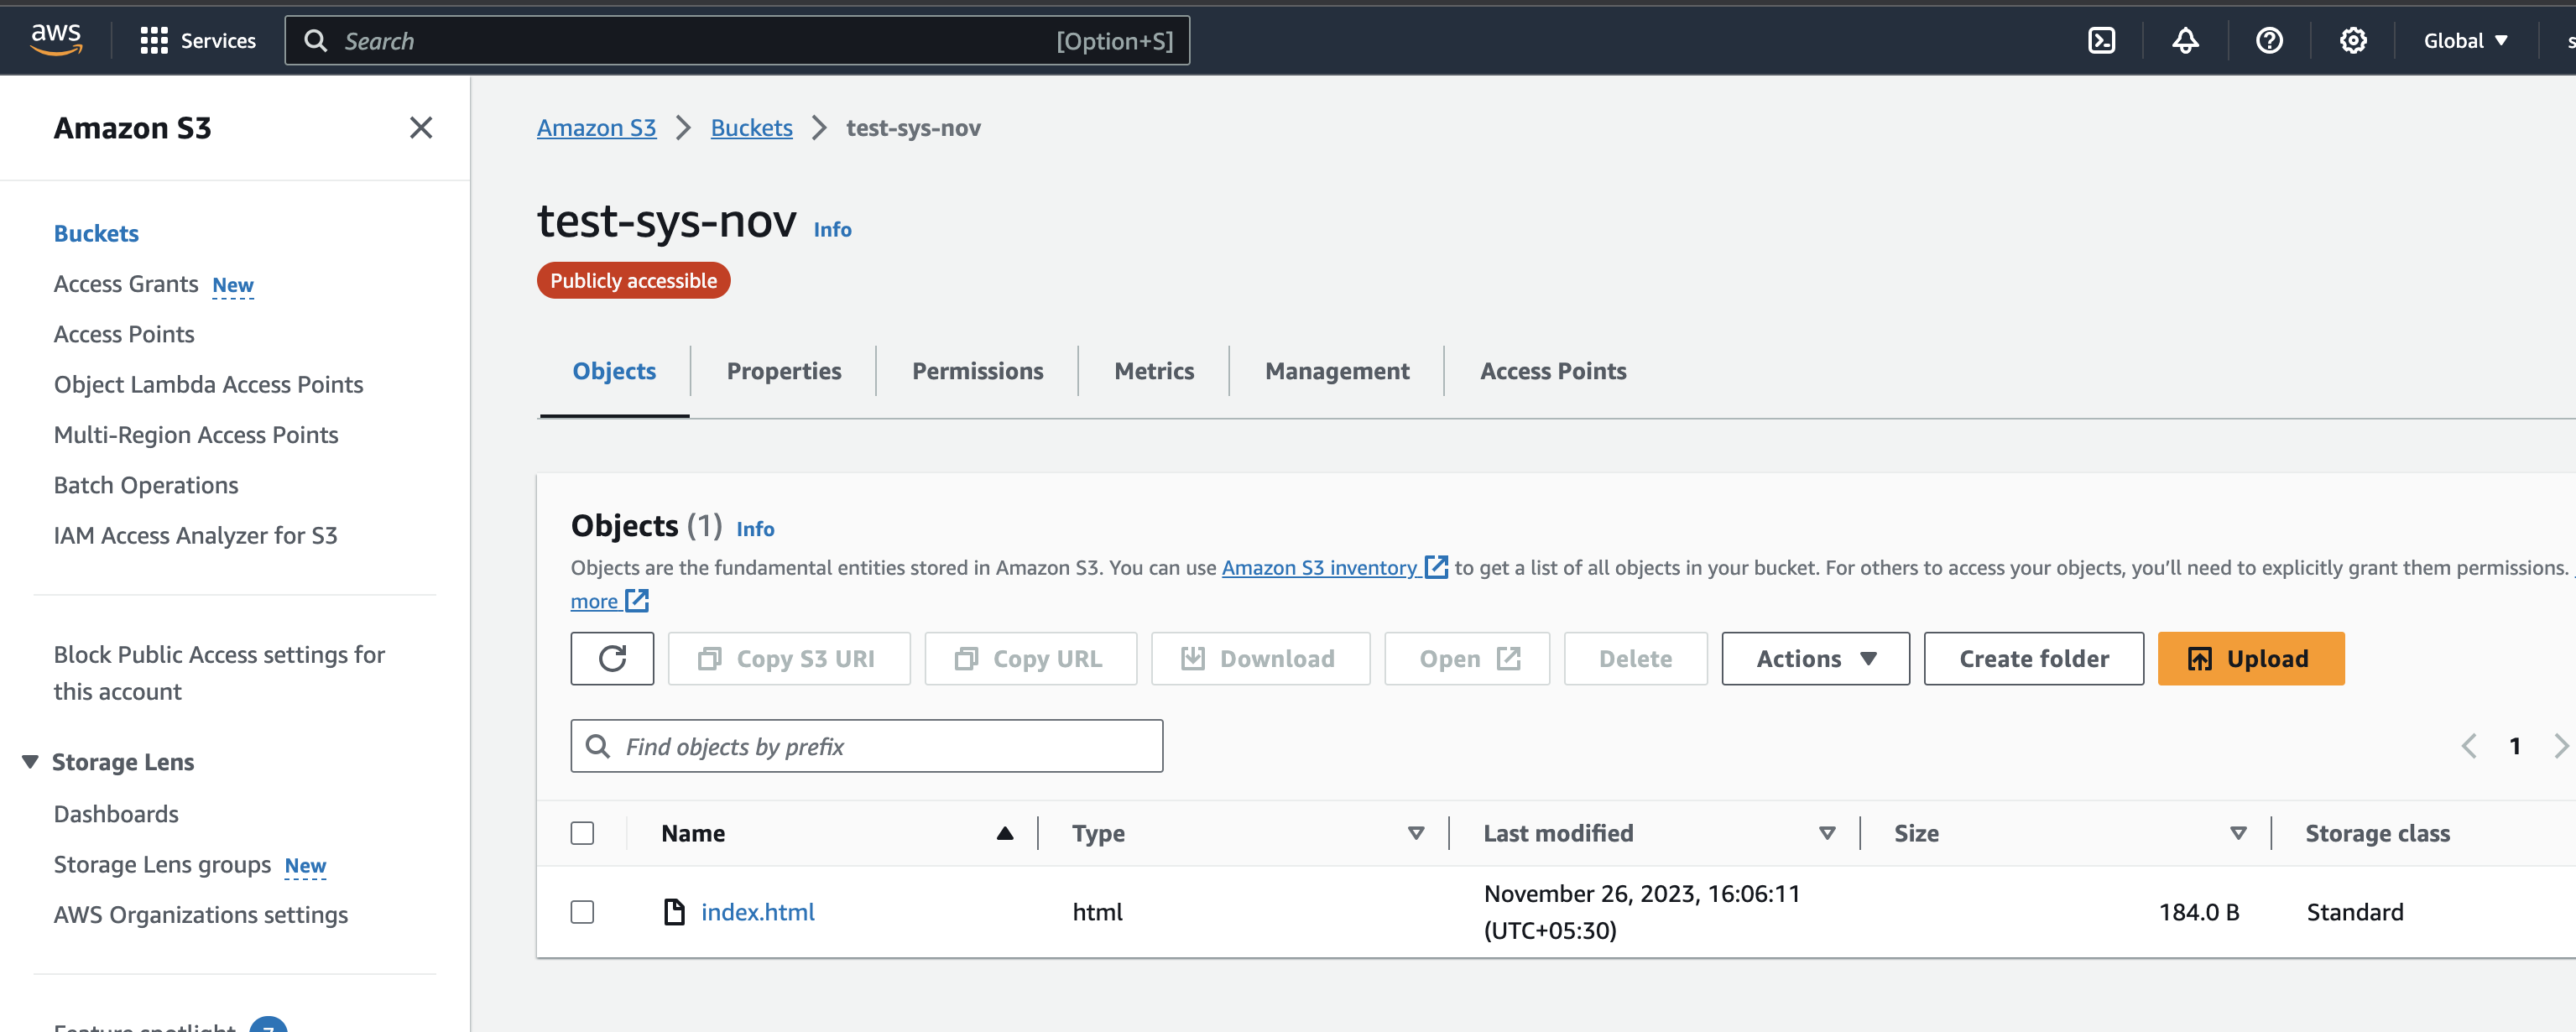 aws
Services
Search
[Option+S]
Global
Amazon S3
Buckets
Access Grants New
Access Points
Object Lambda Access Points
Multi-Region Access Points
Batch Operations
IAM Access Analyzer for S3
Block Public Access settings for
this account
Storage Lens
Dashboards
Storage Lens groups New
AWS Organizations settings
Feature spotlight 7
Amazon S3 > Buckets > test-sys-nov
test-sys-nov Info
Publicly accessible
Objects
Properties
Permissions
Metrics
Management
Access Points
Objects (1) Info
Objects are the fundamental entities stored in Amazon S3. You can use Amazon S3 inventory to get a list of all objects in your bucket. For others to access your objects, you’ll need to explicitly grant them permissions.
more
Copy S3 URI
Copy URL
Download
Open
Delete
Actions
Create folder
Upload
Find objects by prefix
1
Name
Type
Last modified
Size
Storage class
index.html
html
November 26, 2023, 16:06:11
(UTC+05:30)
184.0 B
Standard